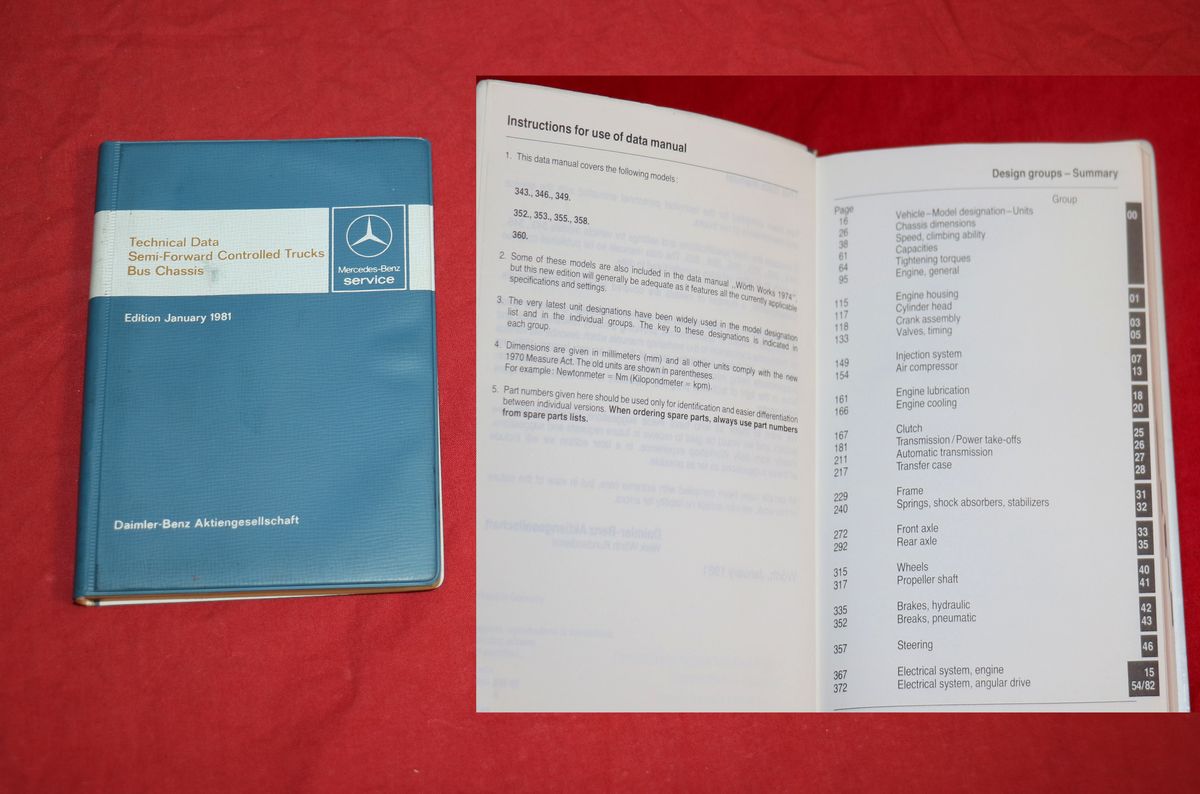 Technical Data
Semi-Forward Controlled Trucks
Bus Chassis
Mercedes-Benz
service
Edition January 1981
Daimler-Benz Aktiengesellschaft
Instructions for use of data manual
1. This data manual covers the following models:
343., 346., 349.
352., 353., 355., 358.
360.
2. Some of these models are also included in the data manual „Wörth Works 1974"
but this new edition will generally be adequate as it features all the currently applicable
specifications and settings.
3. The very latest unit designations have been widely used in the model designation
list and in the individual groups. The key to these designations is indicated in
each group.
4. Dimensions are given in millimeters (mm) and all other units comply with the new
1970 Measure Act. The old units are shown in parentheses.
For example: Newtonmeter = Nm (Kilopondmeter = kpm).
5. Part numbers given here should be used only for identification and easier differentiation
between individual versions. When ordering spare parts, always use part numbers
from spare parts lists.
Design groups – Summary
Page Group
16 Vehicle – Model designation – Units 00
26 Chassis dimensions
38 Speed, climbing ability
61 Capacities
64 Tightening torques
95 Engine, general
115 Engine housing 01
117 Cylinder head
118 Crank assembly 03
133 Valves, timing 05
149 Injection system 07
154 Air compressor 13
161 Engine lubrication 18
166 Engine cooling 20
167 Clutch 25
181 Transmission / Power take-offs 26
211 Automatic transmission 27
217 Transfer case 28
229 Frame 31
240 Springs, shock absorbers, stabilizers 32
272 Front axle 33
292 Rear axle 35
315 Wheels 40
317 Propeller shaft 41
335 Brakes, hydraulic 42
352 Breaks, pneumatic 43
357 Steering 46
367 Electrical system, engine 15
372 Electrical system, angular drive 54/82